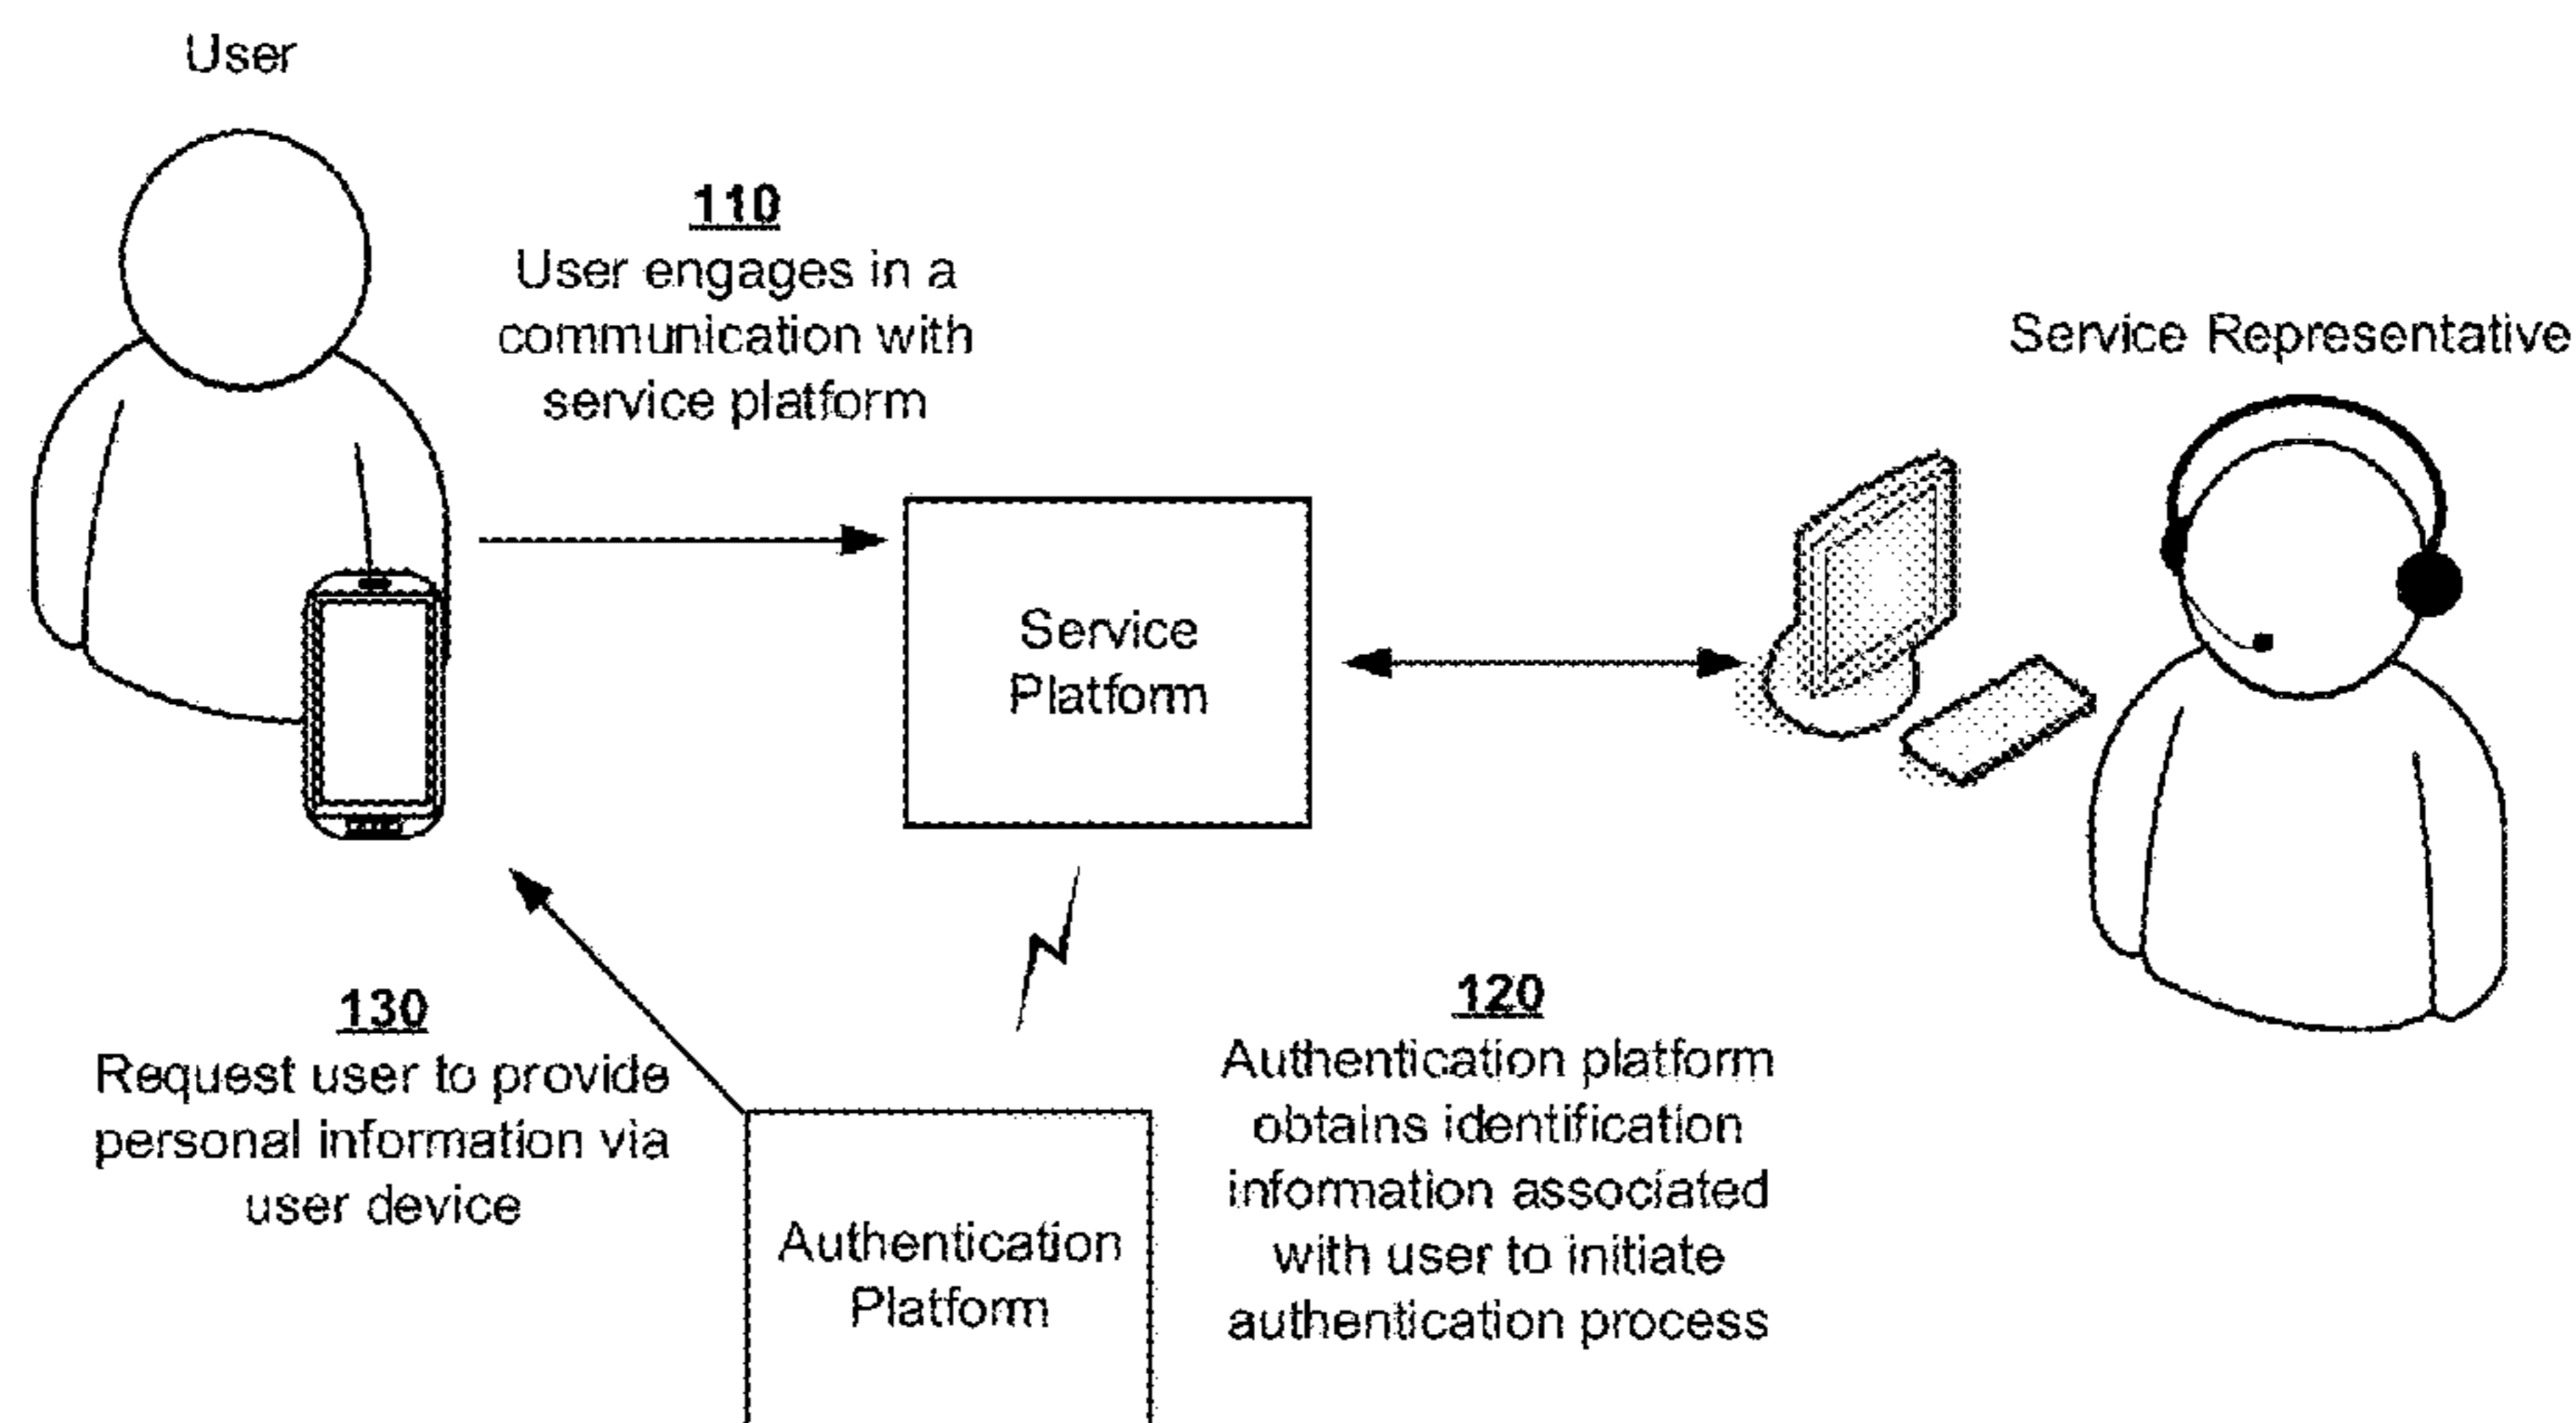 User
110
User engages in a
communication with
service platform
Service Representative
Service
Platform
130
Request user to provide
personal information via
user device
120
Authentication platform
obtains identification
information associated
with user to initiate
authentication process
Authentication
Platform